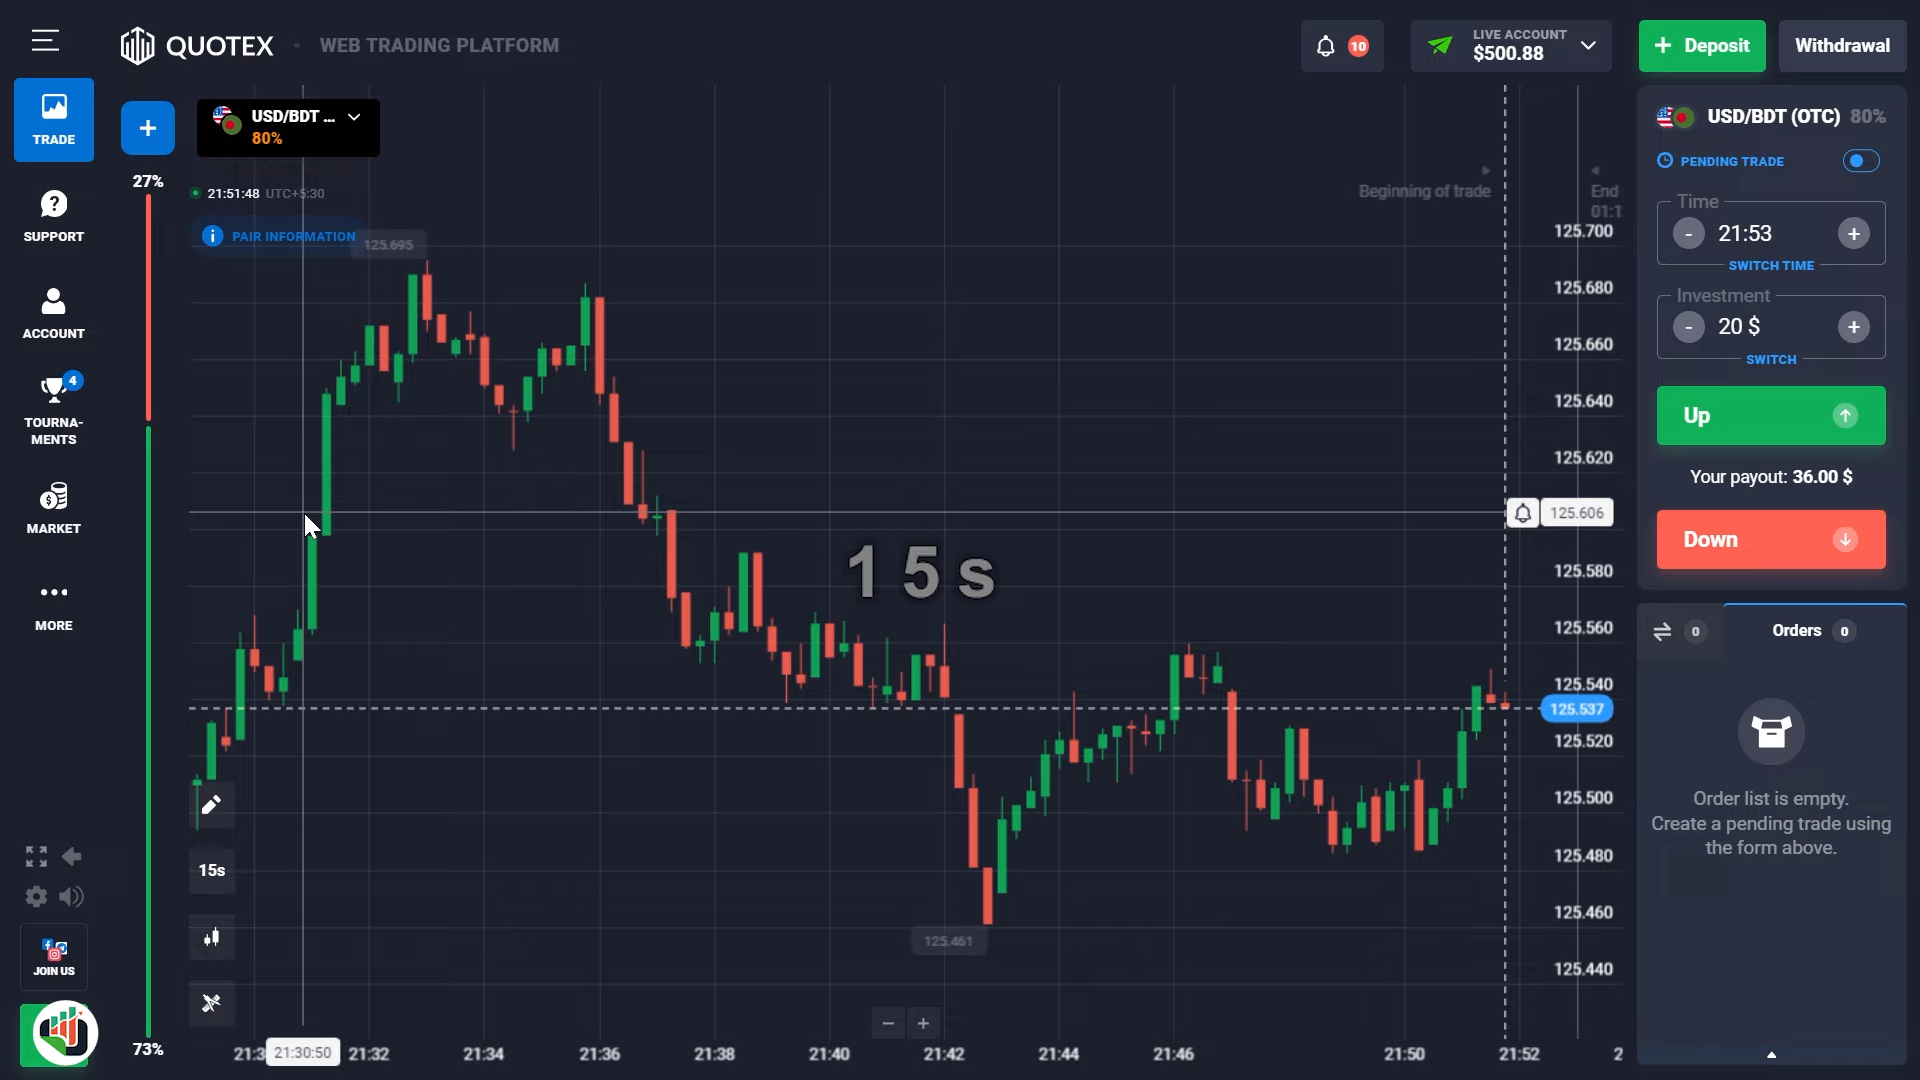 QUOTEX
WEB TRADING PLATFORM
10
LIVE ACCOUNT
$500.88
+ Deposit
Withdrawal
TRADE
+
USD/BDT ...
80%
27%
21:51:48 UTC+5:30
i PAIR INFORMATION
125.695
Beginning of trade
End
01:1
SUPPORT
ACCOUNT
4
TOURNA-
MENTS
MARKET
MORE
JOIN US
73%
15s
15s
125.461
− +
125.700
125.680
125.660
125.640
125.620
125.606
125.580
125.560
125.540
125.537
125.520
125.500
125.480
125.460
125.440
21:3
21:30:50
21:32
21:34
21:36
21:38
21:40
21:42
21:44
21:46
21:50
21:52
2
USD/BDT (OTC) 80%
PENDING TRADE
Time
- 21:53 +
SWITCH TIME
Investment
- 20 $ +
SWITCH
Up
Your payout: 36.00 $
Down
0
Orders 0
Order list is empty.
Create a pending trade using
the form above.